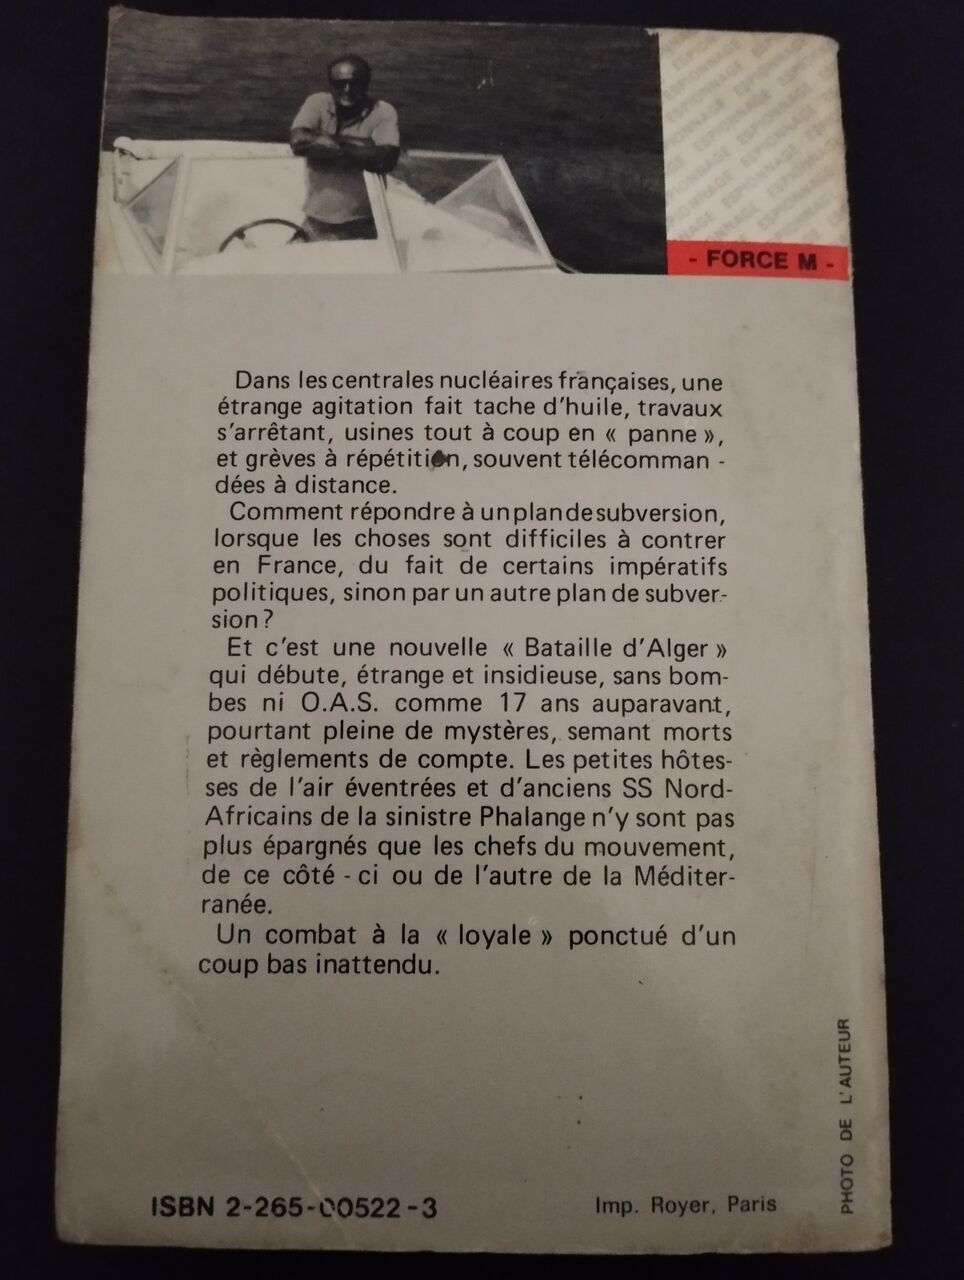 ESPIONNAGE ESPIONNAGE ESPIONNAGE
- FORCE M -
Dans les centrales nucléaires françaises, une
étrange agitation fait tache d'huile, travaux
s'arrêtant, usines tout à coup en « panne »,
et grèves à répétition, souvent télécomman -
dées à distance.
Comment répondre à un plan de subversion,
lorsque les choses sont difficiles à contrer
en France, du fait de certains impératifs
politiques, sinon par un autre plan de subver-
sion ?
Et c'est une nouvelle « Bataille d'Alger »
qui débute, étrange et insidieuse, sans bom-
bes ni O.A.S. comme 17 ans auparavant,
pourtant pleine de mystères, semant morts
et règlements de compte. Les petites hôtes-
ses de l'air éventrées et d'anciens SS Nord-
Africains de la sinistre Phalange n'y sont pas
plus épargnés que les chefs du mouvement,
de ce côté - ci ou de l'autre de la Méditer-
ranée.
Un combat à la « loyale » ponctué d'un
coup bas inattendu.
PHOTO DE L'AUTEUR
ISBN 2-265-00522-3
Imp. Royer, Paris